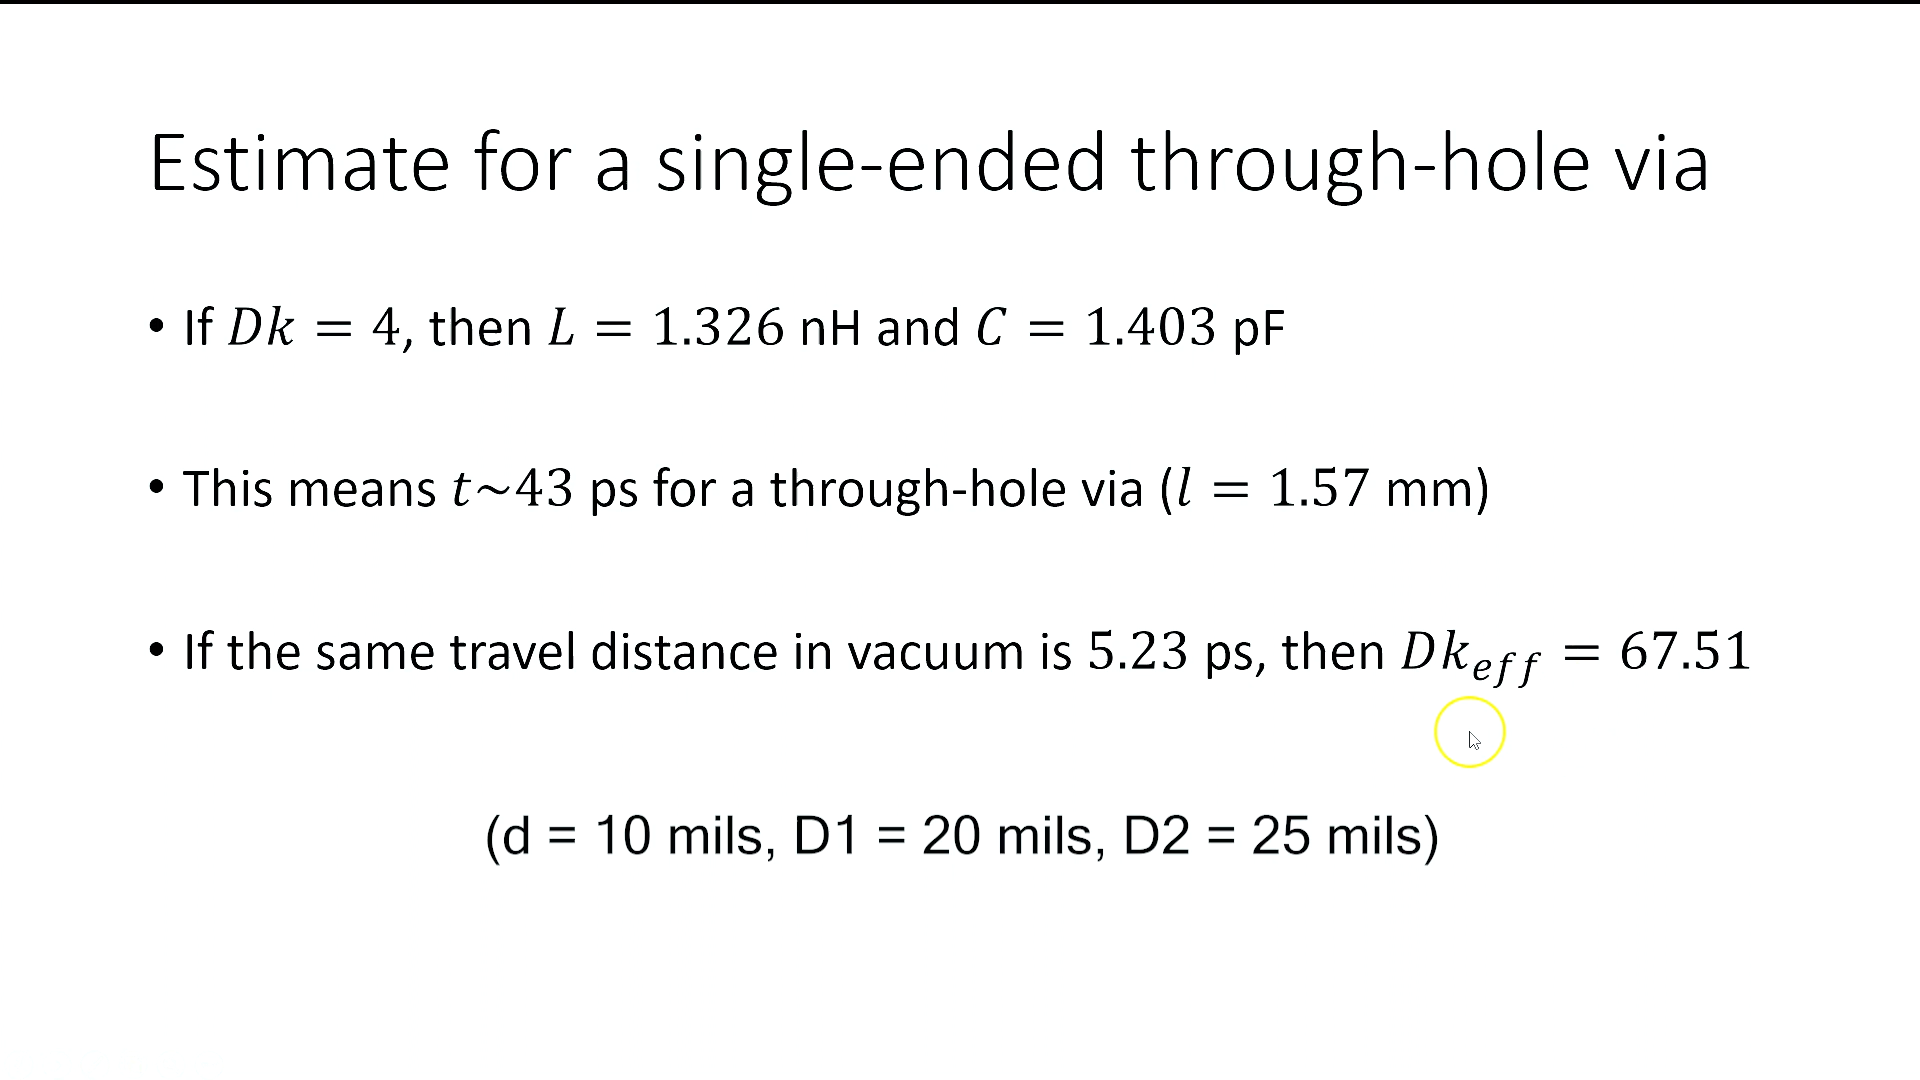 Estimate for a single-ended through-hole via
• If Dk = 4, then L = 1.326 nH and C = 1.403 pF
• This means t~43 ps for a through-hole via (l = 1.57 mm)
• If the same travel distance in vacuum is 5.23 ps, then Dk_eff = 67.51
(d = 10 mils, D1 = 20 mils, D2 = 25 mils)